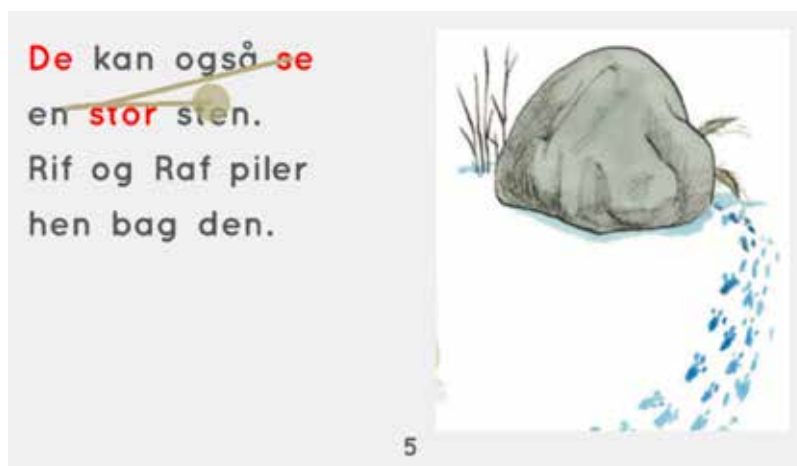 De kan også se
en stor sten.
Rif og Raf piler
hen bag den.
5